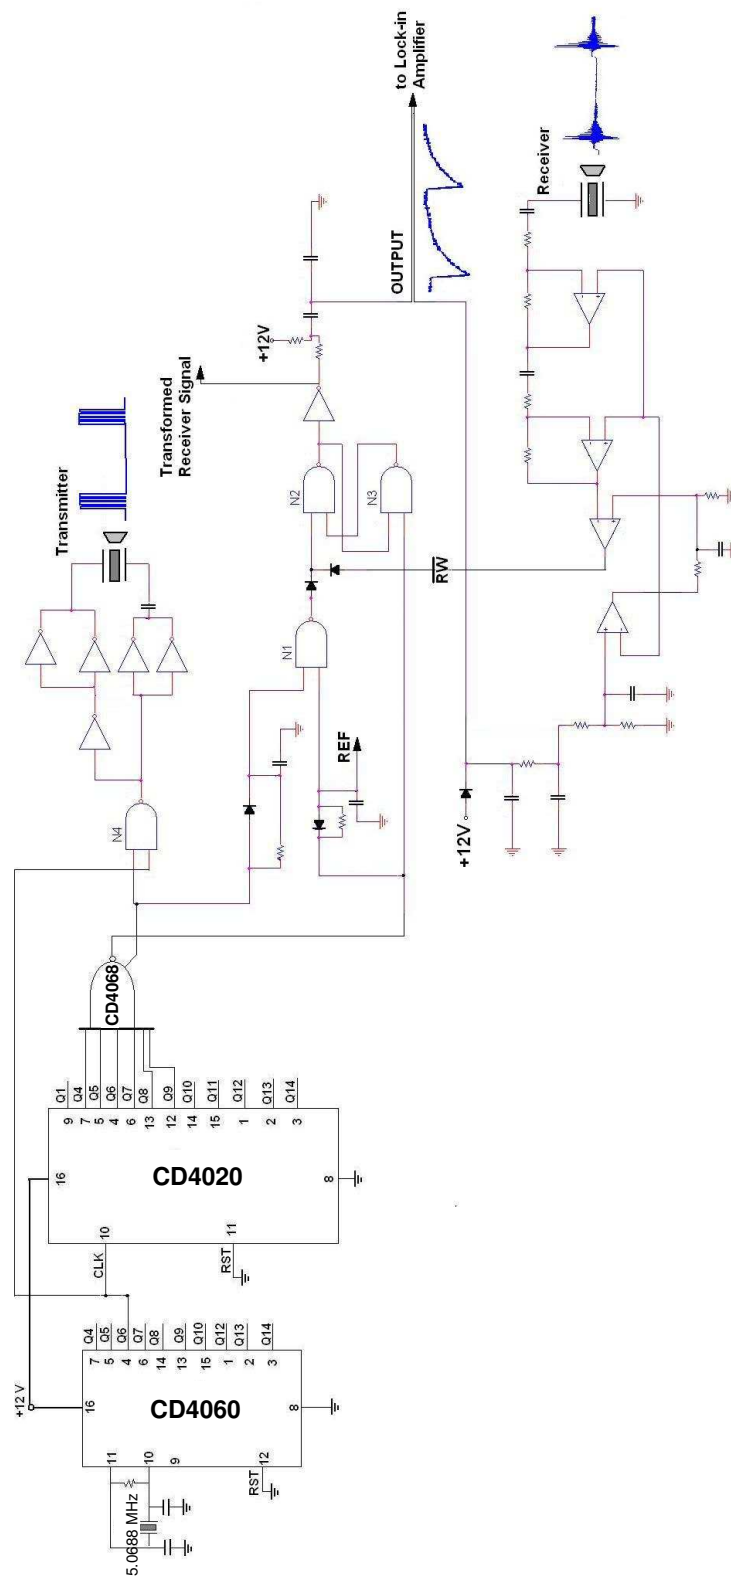 to Lock-in
Amplifier
Receiver
OUTPUT
+12V
Transformed
Receiver Signal
Transmitter
N2
N3
RW
N1
REF
N4
+12V
CD4068
Q1
Q4
Q5
Q6
Q7
Q8
Q9
Q10
Q11
Q12
Q13
Q14
9
7
5
4
6
13
12
14
15
1
2
3
CD4020
16
8
10
11
CLK
RST
Q4
Q5
Q6
Q7
Q8
Q9
Q10
Q12
Q13
Q14
7
5
4
6
14
13
15
1
2
3
+12 V
CD4060
16
8
11
10
9
12
RST
5.0688 MHz